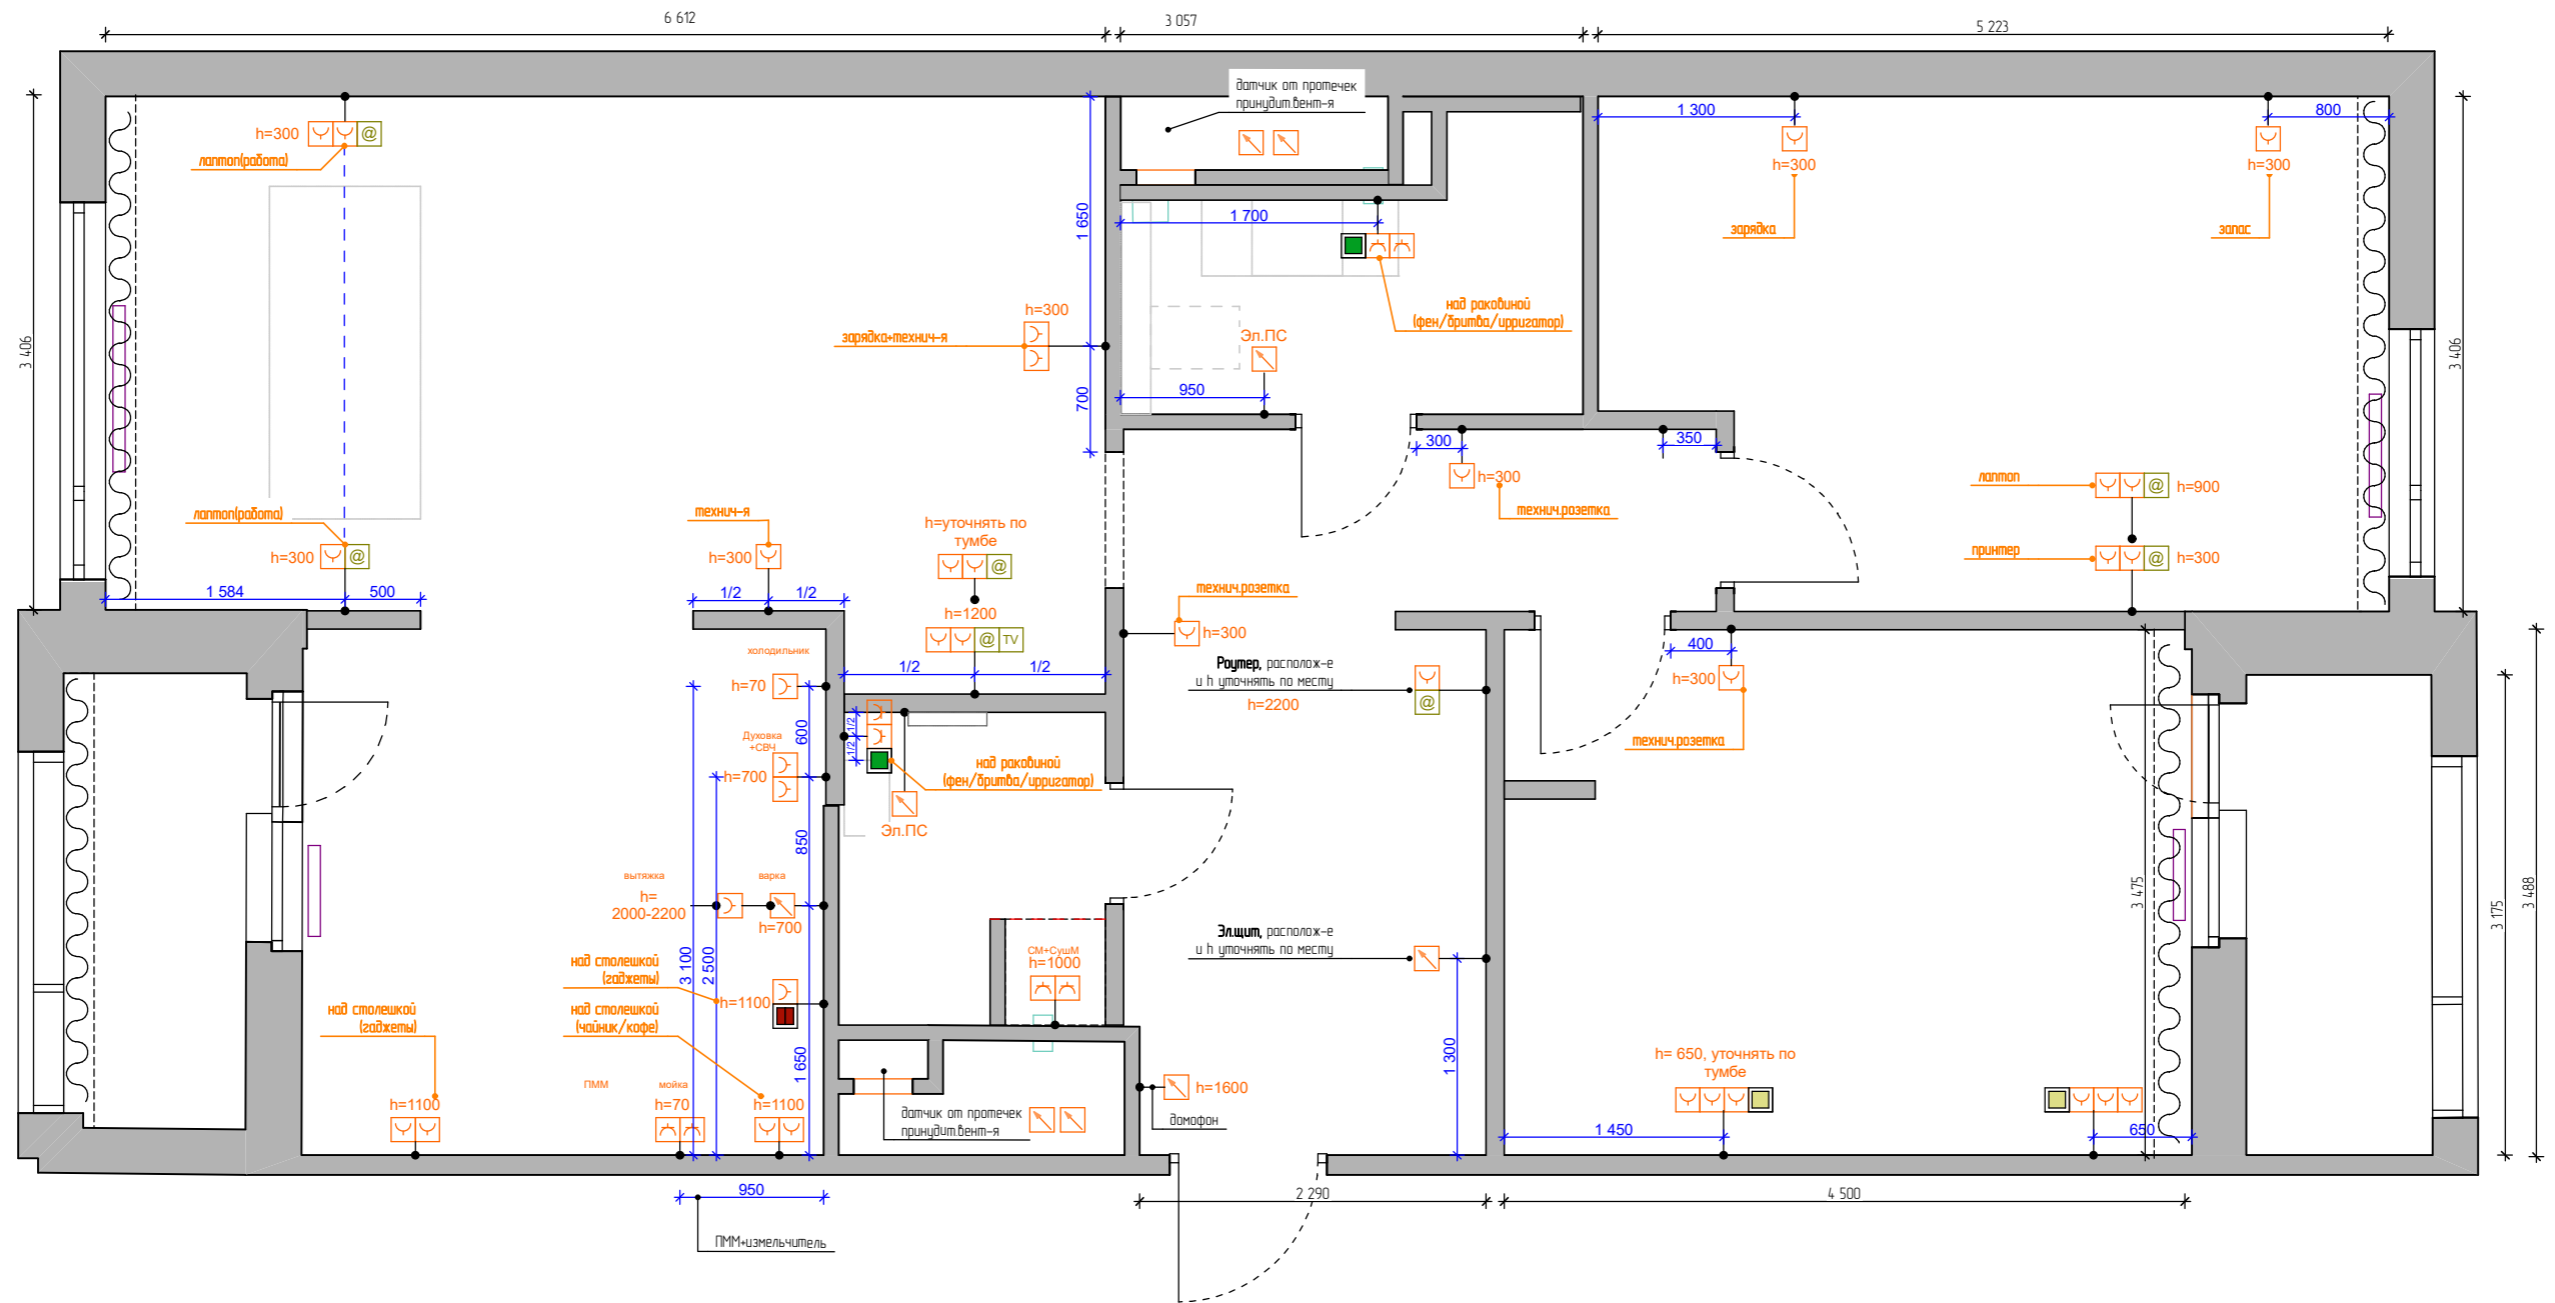 6 612
3 057
5 223
датчик от протечек
принудит.вент-я
1 300
800
h=300
@
лаптоп(работа)
h=300
h=300
зарядка
запас
1 650
1 700
над раковиной
(фен/бритва/ирригатор)
h=300
зарядка+технич-я
Эл.ПС
950
700
3 406
3 406
300
350
h=300
технич.розетка
лаптоп
@
h=900
принтер
@
h=300
лаптоп(работа)
h=300
@
1 584
500
технич-я
h=300
1/2
1/2
h=уточнять по
тумбе
@
h=1200
@
TV
1/2
1/2
технич.розетка
h=300
400
h=300
технич.розетка
Роутер, располож-е
и h уточнять по месту
h=2200
@
холодильник
h=70
600
Духовка
+СВЧ
h=700
1/2
1/2
над раковиной
(фен/бритва/ирригатор)
Эл.ПС
850
вытяжка
h=
2000-2200
варка
h=700
3 100
2 500
над столешкой
(гаджеты)
h=1100
над столешкой
(чайник/кофе)
над столешкой
(гаджеты)
1 650
ПММ
мойка
h=1100
h=70
h=1100
СМ+СушМ
h=1000
Эл.щит, располож-е
и h уточнять по месту
1 300
датчик от протечек
принудит.вент-я
h=1600
домофон
h= 650, уточнять по
тумбе
1 450
650
3 475
3 175
3 488
950
2 290
4 500
ПММ+измельчитель